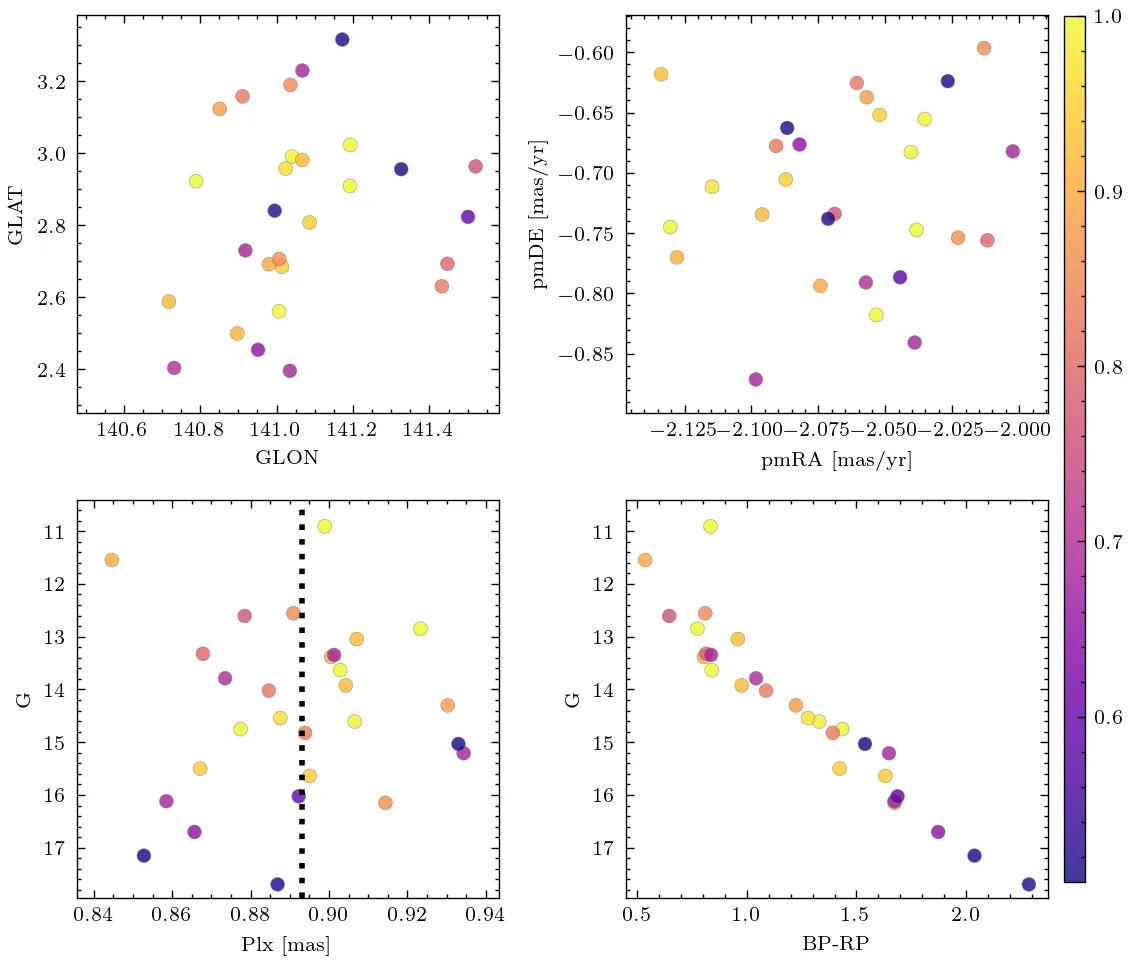 3.2
3.0
2.8
2.6
2.4
GLAT
140.6 140.8 141.0 141.2 141.4
GLON
−0.60
−0.65
−0.70
−0.75
−0.80
−0.85
pmDE [mas/yr]
−2.125−2.100−2.075−2.050−2.025−2.000
pmRA [mas/yr]
1.0
0.9
0.8
0.7
0.6
11
12
13
14
15
16
17
G
0.84 0.86 0.88 0.90 0.92 0.94
Plx [mas]
11
12
13
14
15
16
17
G
0.5 1.0 1.5 2.0
BP-RP